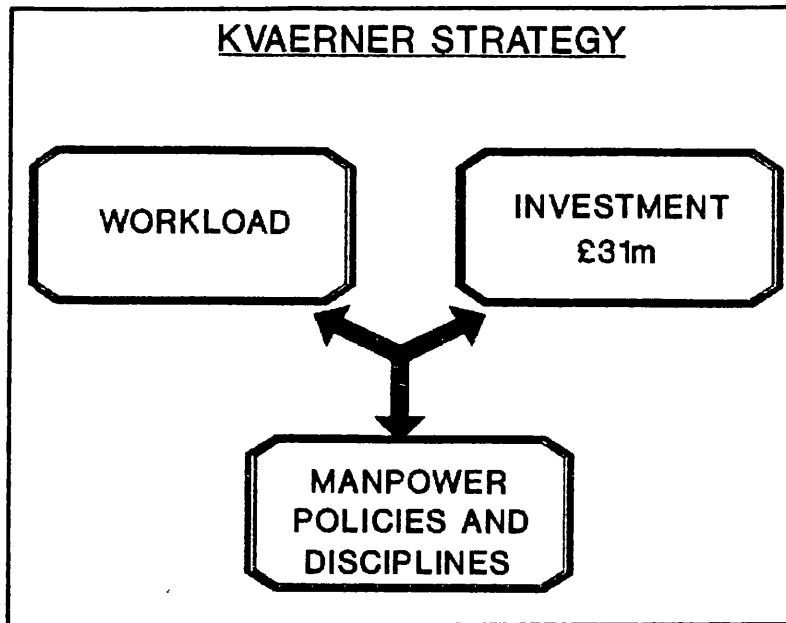 KVAERNER STRATEGY
WORKLOAD
INVESTMENT
£31m
MANPOWER
POLICIES AND
DISCIPLINES